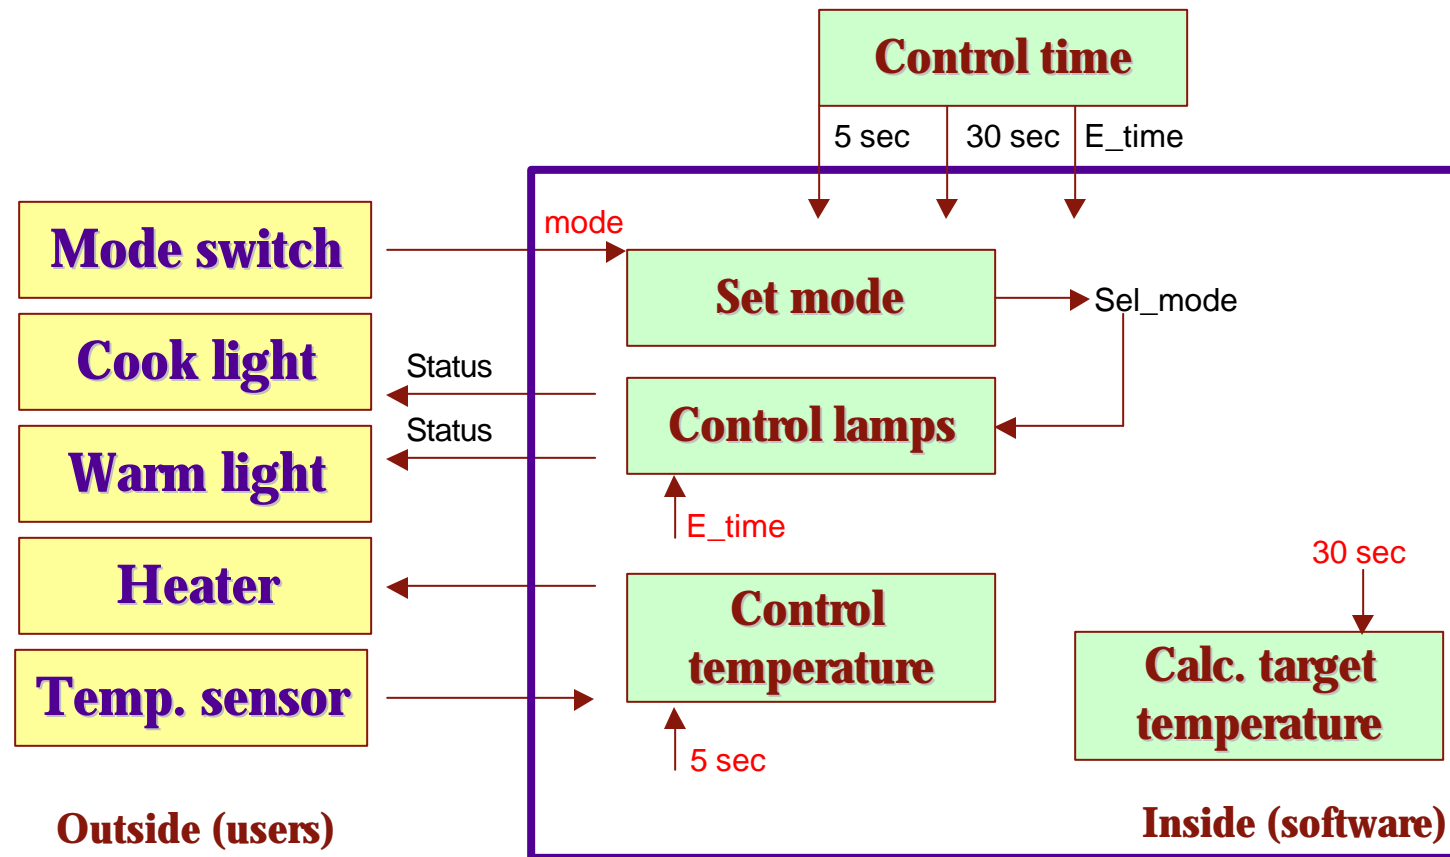 Control time
5 sec
30 sec
E_time
mode
Mode switch
Set mode
Sel_mode
Cook light
Status
Control lamps
Status
Warm light
E_time
Heater
Control
temperature
30 sec
Temp. sensor
Calc. target
temperature
5 sec
Outside (users)
Inside (software)